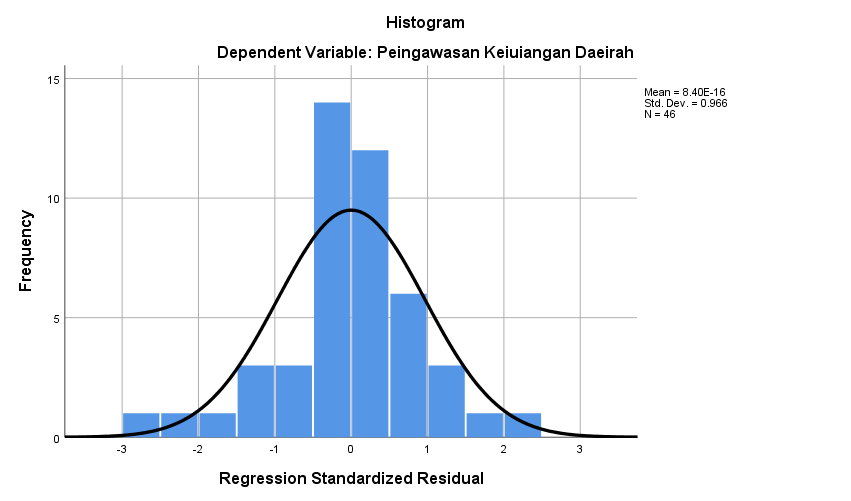 Histogram
Dependent Variable: Peingawasan Keiuiangan Daeirah
Mean = 8.40E-16
Std. Dev. = 0.966
N = 46
Frequency
15
10
5
0
-3 -2 -1 0 1 2 3
Regression Standardized Residual